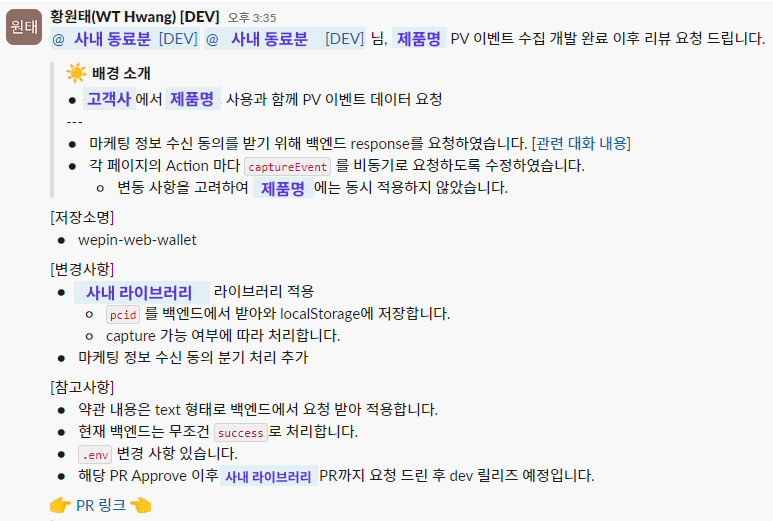 원태 황원태(WT Hwang) [DEV] 오후 3:35
@ 사내 동료분 [DEV] @ 사내 동료분 [DEV] 님, 제품명 PV 이벤트 수집 개발 완료 이후 리뷰 요청 드립니다.
☀️ 배경 소개
• 고객사 에서 제품명 사용과 함께 PV 이벤트 데이터 요청
---
• 마케팅 정보 수신 동의를 받기 위해 백엔드 response를 요청하였습니다. [관련 대화 내용]
• 각 페이지의 Action 마다 captureEvent 를 비동기로 요청하도록 수정하였습니다.
◦ 변동 사항을 고려하여 제품명 에는 동시 적용하지 않았습니다.
[저장소명]
• wepin-web-wallet
[변경사항]
• 사내 라이브러리 라이브러리 적용
◦ pcid 를 백엔드에서 받아와 localStorage에 저장합니다.
◦ capture 가능 여부에 따라 처리합니다.
• 마케팅 정보 수신 동의 분기 처리 추가
[참고사항]
• 약관 내용은 text 형태로 백엔드에서 요청 받아 적용합니다.
• 현재 백엔드는 무조건 success로 처리합니다.
• .env 변경 사항 있습니다.
• 해당 PR Approve 이후 사내 라이브러리 PR까지 요청 드린 후 dev 릴리즈 예정입니다.
👉 PR 링크 👈